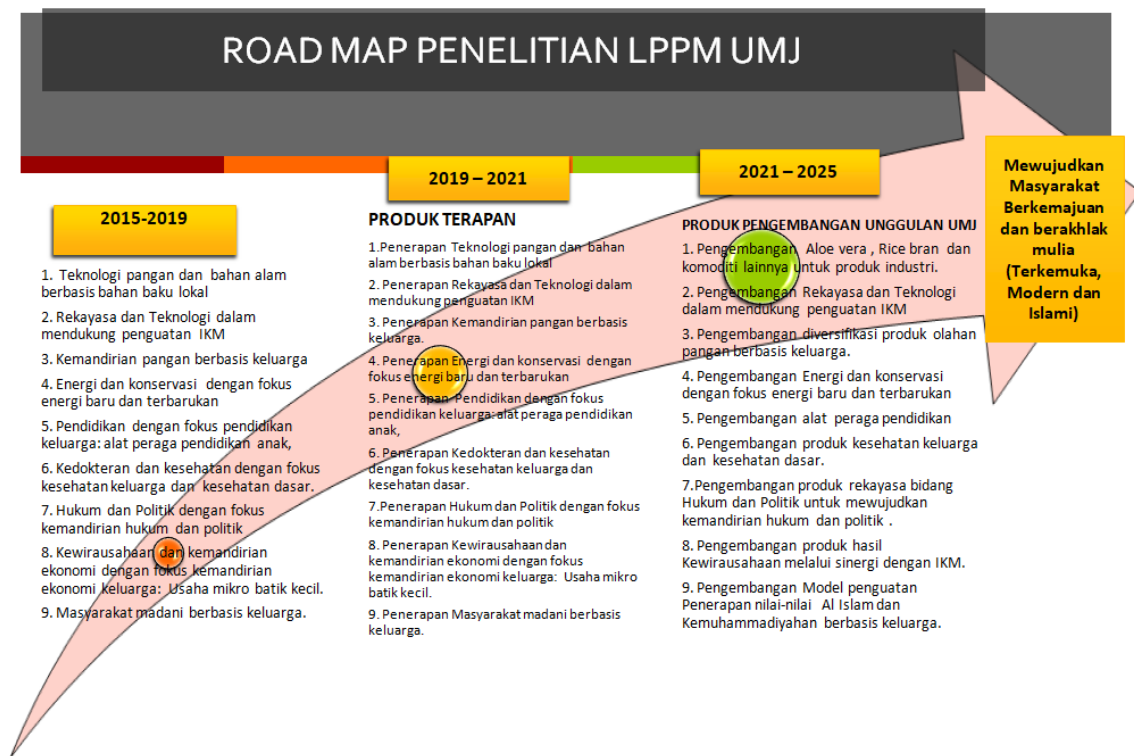 ROAD MAP PENELITIAN LPPM UMJ
2015-2019
1. Teknologi pangan dan bahan alam
berbasis bahan baku lokal
2. Rekayasa dan Teknologi dalam
mendukung penguatan IKM
3. Kemandirian pangan berbasis keluarga
4. Energi dan konservasi dengan fokus
energi baru dan terbarukan
5. Pendidikan dengan fokus pendidikan
keluarga: alat peraga pendidikan anak,
6. Kedokteran dan kesehatan dengan fokus
kesehatan keluarga dan kesehatan dasar.
7. Hukum dan Politik dengan fokus
kemandirian hukum dan politik
8. Kewirausahaan dan kemandirian
ekonomi dengan fokus kemandirian
ekonomi keluarga: Usaha mikro batik kecil.
9. Masyarakat madani berbasis keluarga.
2019 – 2021
PRODUK TERAPAN
1.Penerapan Teknologi pangan dan bahan
alam berbasis bahan baku lokal
2. Penerapan Rekayasa dan Teknologi dalam
mendukung penguatan IKM
3. Penerapan Kemandirian pangan berbasis
keluarga.
4. Penerapan Energi dan konservasi dengan
fokus energi baru dan terbarukan
5. Penerapan Pendidikan dengan fokus
pendidikan keluarga: alat peraga pendidikan
anak,
6. Penerapan Kedokteran dan kesehatan
dengan fokus kesehatan keluarga dan
kesehatan dasar.
7.Penerapan Hukum dan Politik dengan fokus
kemandirian hukum dan politik
8. Penerapan Kewirausahaan dan
kemandirian ekonomi dengan fokus
kemandirian ekonomi keluarga: Usaha mikro
batik kecil.
9. Penerapan Masyarakat madani berbasis
keluarga.
2021 – 2025
PRODUK PENGEMBANGAN UNGGULAN UMJ
1. Pengembangan Aloe vera , Rice bran dan
komoditi lainnya untuk produk industri.
2. Pengembangan Rekayasa dan Teknologi
dalam mendukung penguatan IKM
3. Pengembangan diversifikasi produk olahan
pangan berbasis keluarga.
4. Pengembangan Energi dan konservasi
dengan fokus energi baru dan terbarukan
5. Pengembangan alat peraga pendidikan
6. Pengembangan produk kesehatan keluarga
dan kesehatan dasar.
7.Pengembangan produk rekayasa bidang
Hukum dan Politik untuk mewujudkan
kemandirian hukum dan politik .
8. Pengembangan produk hasil
Kewirausahaan melalui sinergi dengan IKM.
9. Pengembangan Model penguatan
Penerapan nilai-nilai Al Islam dan
Kemuhammadiyahan berbasis keluarga.
Mewujudkan
Masyarakat
Berkemajuan
dan berakhlak
mulia
(Terkemuka,
Modern dan
Islami)